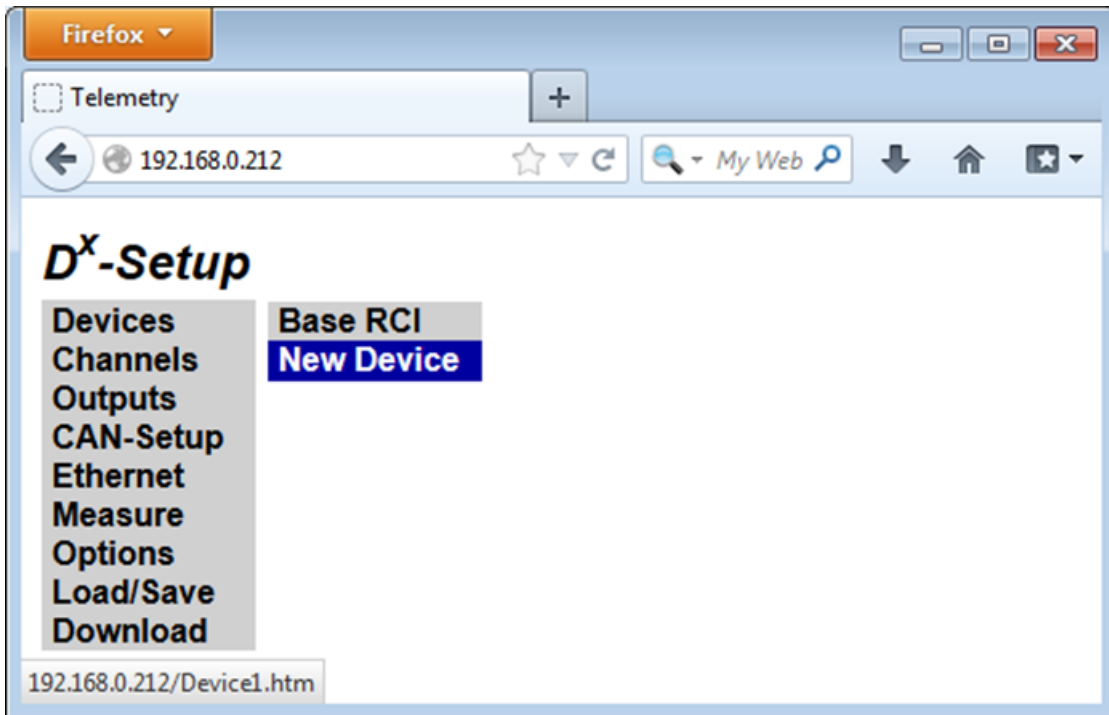 Firefox
Telemetry
192.168.0.212 My Web
Dˣ-Setup
Devices Base RCI
Channels New Device
Outputs
CAN-Setup
Ethernet
Measure
Options
Load/Save
Download
192.168.0.212/Device1.htm